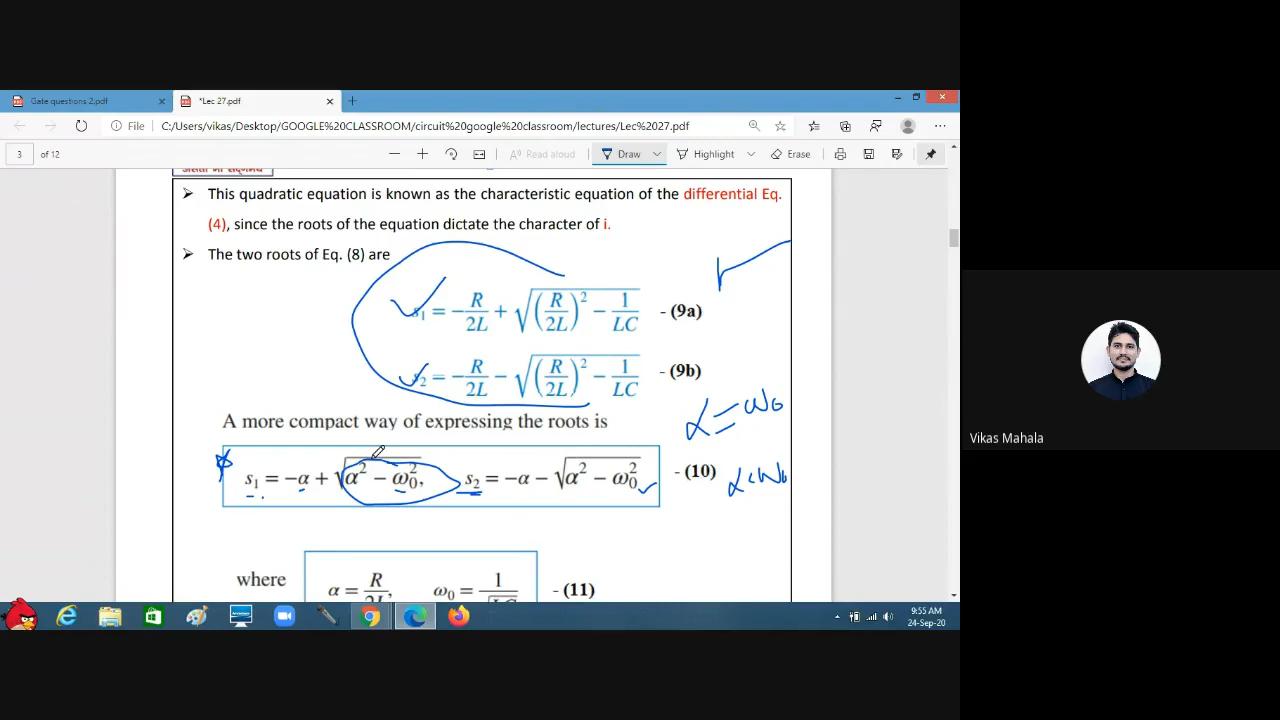 Gate questions 2.pdf
*Lec 27.pdf
File
C:/Users/vikas/Desktop/GOOGLE%20CLASSROOM/circuit%20google%20classroom/lectures/Lec%2027.pdf
3 of 12
Read aloud
Draw
Highlight
Erase
➢ This quadratic equation is known as the characteristic equation of the differential Eq.
(4), since the roots of the equation dictate the character of i.
➢ The two roots of Eq. (8) are
s₁ = −R/2L + √((R/2L)² − 1/LC) - (9a)
s₂ = −R/2L − √((R/2L)² − 1/LC) -(9b)
α = ω₀
A more compact way of expressing the roots is
s₁ = −α + √(α² − ω₀²), s₂ = −α − √(α² − ω₀²) - (10)
α < ω₀
where α = R/2L, ω₀ = 1/√LC - (11)
Vikas Mahala
9:55 AM
24-Sep-20